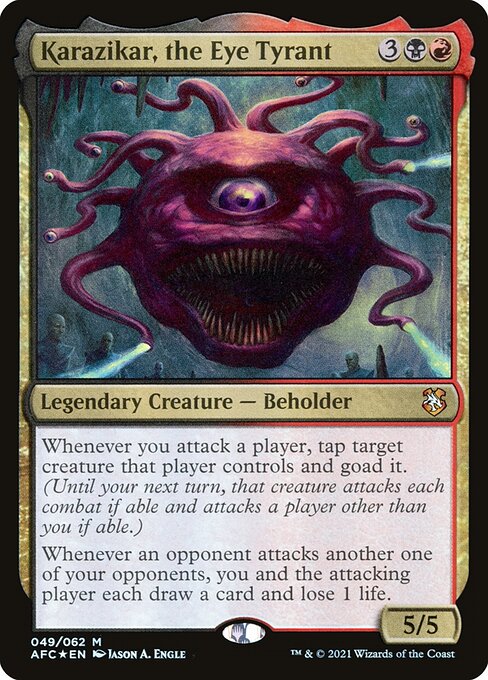 Karazikar, the Eye Tyrant 3
Legendary Creature — Beholder
Whenever you attack a player, tap target
creature that player controls and goad it.
(Until your next turn, that creature attacks each
combat if able and attacks a player other than
you if able.)
Whenever an opponent attacks another one
of your opponents, you and the attacking
player each draw a card and lose 1 life.
5/5
049/062 M
AFC★EN Jason A. Engle
™ & © 2021 Wizards of the Coast